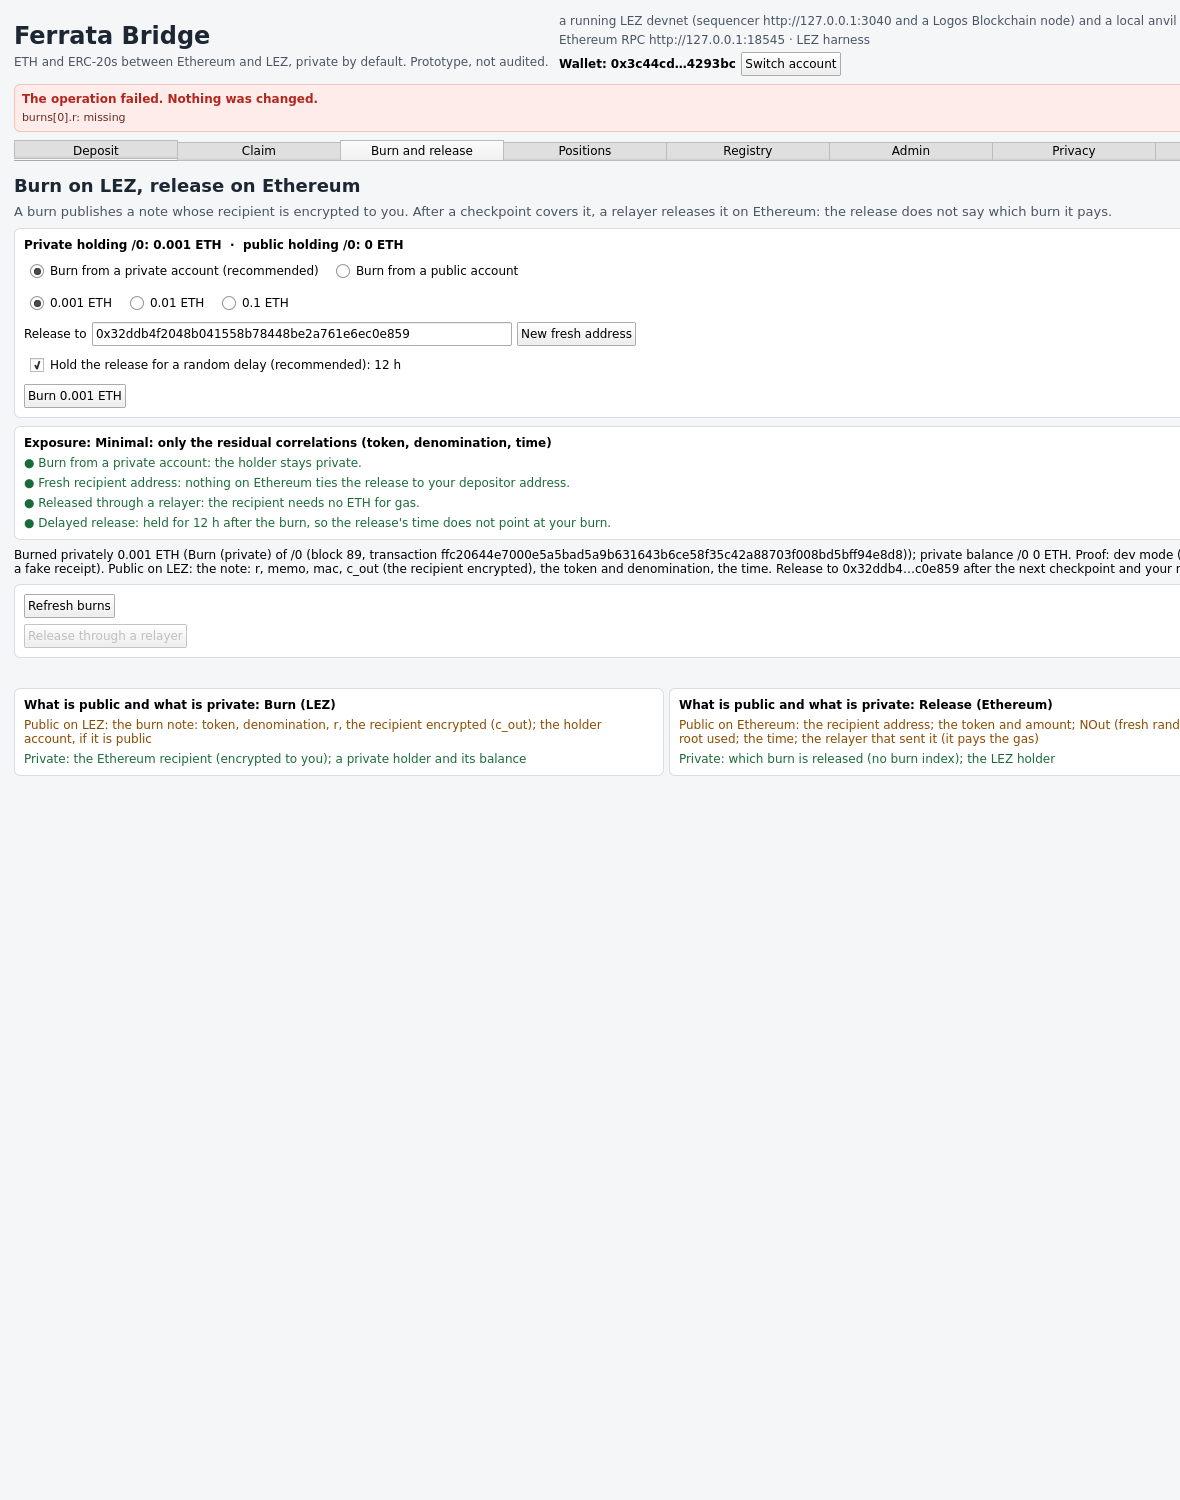 Ferrata Bridge
ETH and ERC-20s between Ethereum and LEZ, private by default. Prototype, not audited.
a running LEZ devnet (sequencer http://127.0.0.1:3040 and a Logos Blockchain node) and a local anvil
Ethereum RPC http://127.0.0.1:18545 · LEZ harness
Wallet: 0x3c44cd…4293bc Switch account
The operation failed. Nothing was changed.
burns[0].r: missing
Deposit Claim Burn and release Positions Registry Admin Privacy
Burn on LEZ, release on Ethereum
A burn publishes a note whose recipient is encrypted to you. After a checkpoint covers it, a relayer releases it on Ethereum: the release does not say which burn it pays.
Private holding /0: 0.001 ETH · public holding /0: 0 ETH
Burn from a private account (recommended) Burn from a public account
0.001 ETH 0.01 ETH 0.1 ETH
Release to 0x32ddb4f2048b041558b78448be2a761e6ec0e859 New fresh address
Hold the release for a random delay (recommended): 12 h
Burn 0.001 ETH
Exposure: Minimal: only the residual correlations (token, denomination, time)
● Burn from a private account: the holder stays private.
● Fresh recipient address: nothing on Ethereum ties the release to your depositor address.
● Released through a relayer: the recipient needs no ETH for gas.
● Delayed release: held for 12 h after the burn, so the release's time does not point at your burn.
Burned privately 0.001 ETH (Burn (private) of /0 (block 89, transaction ffc20644e7000e5a5bad5a9b631643b6ce58f35c42a88703f008bd5bff94e8d8)); private balance /0 0 ETH. Proof: dev mode (
a fake receipt). Public on LEZ: the note: r, memo, mac, c_out (the recipient encrypted), the token and denomination, the time. Release to 0x32ddb4…c0e859 after the next checkpoint and your
Refresh burns
Release through a relayer
What is public and what is private: Burn (LEZ)
Public on LEZ: the burn note: token, denomination, r, the recipient encrypted (c_out); the holder
account, if it is public
Private: the Ethereum recipient (encrypted to you); a private holder and its balance
What is public and what is private: Release (Ethereum)
Public on Ethereum: the recipient address; the token and amount; NOut (fresh rand
root used; the time; the relayer that sent it (it pays the gas)
Private: which burn is released (no burn index); the LEZ holder